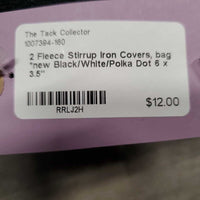 The Tack Collector
1007394-160
2 Fleece Stirrup Iron Covers, bag
*new Black/White/Polka Dot 6 x
3.5"
$12.00
RRLJ2H